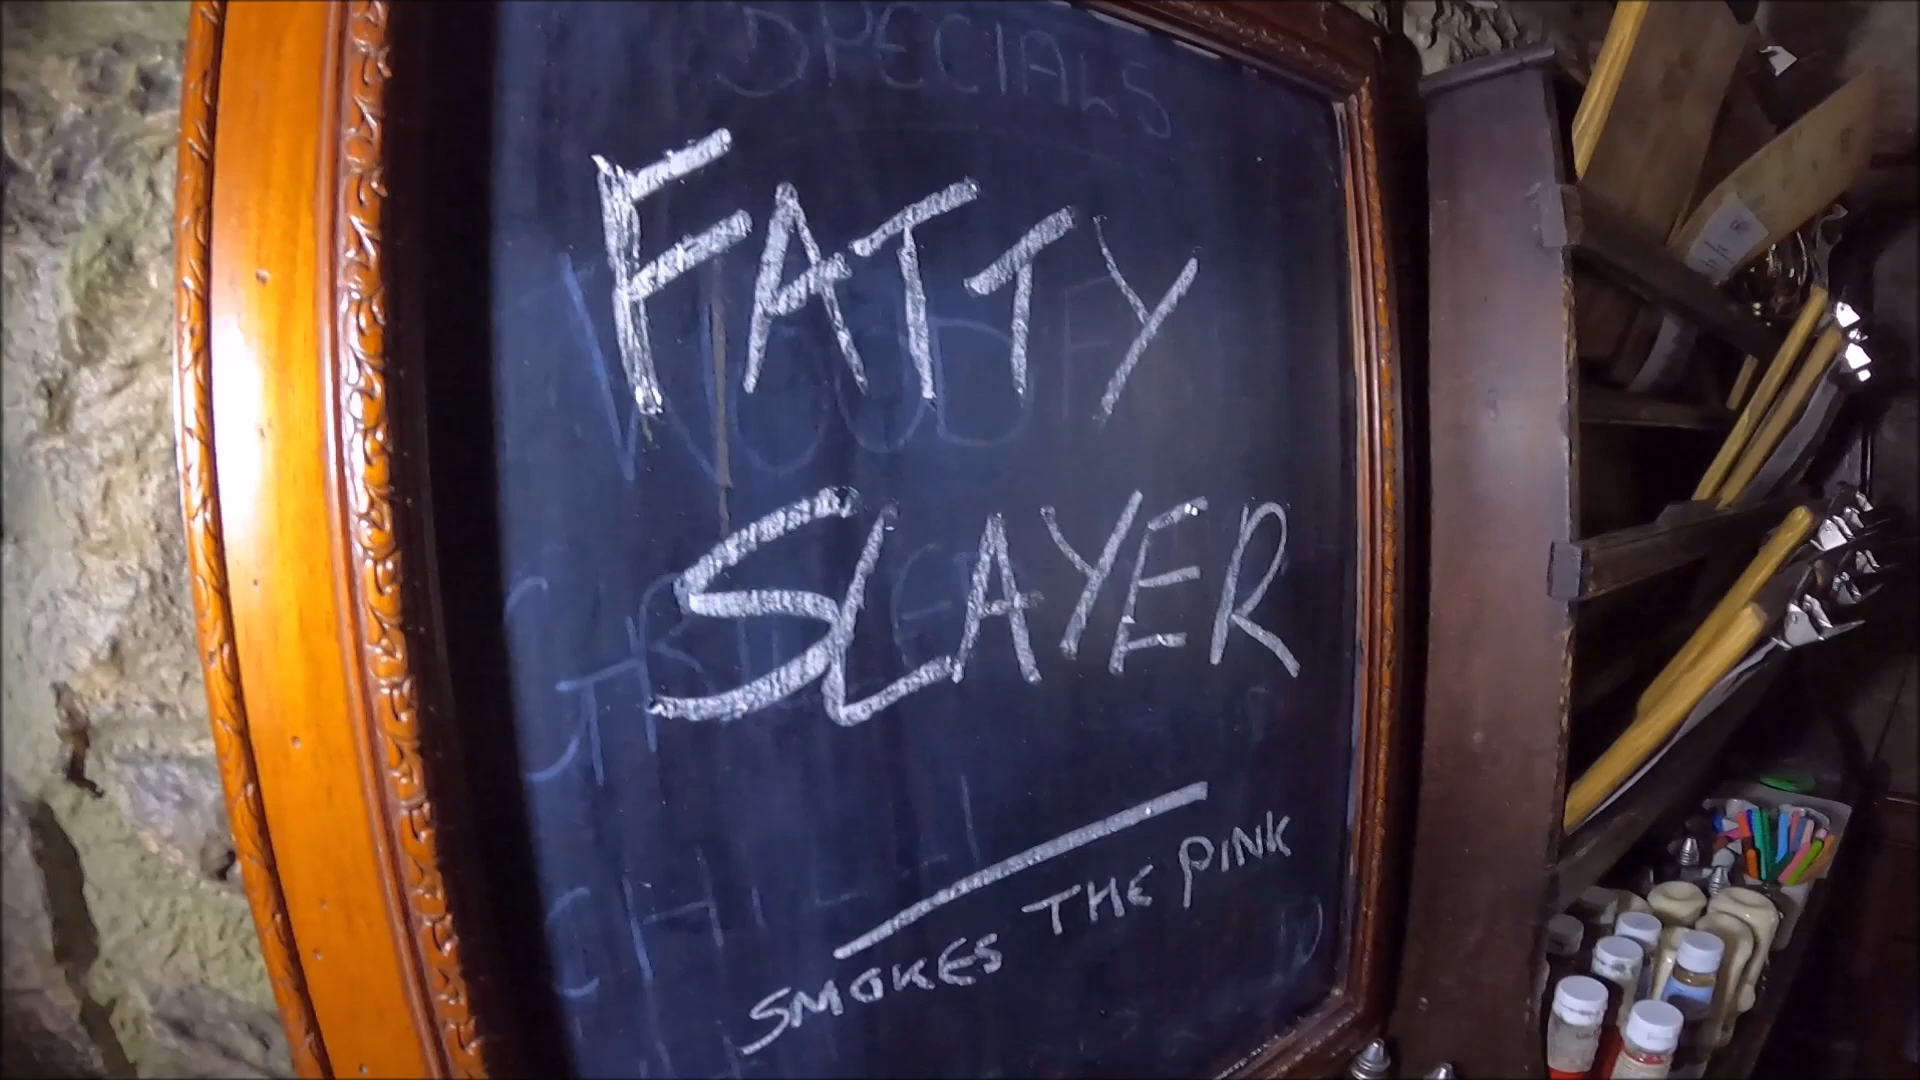 SPECIALS
FATTY
SLAYER
SMOKES THE PINK